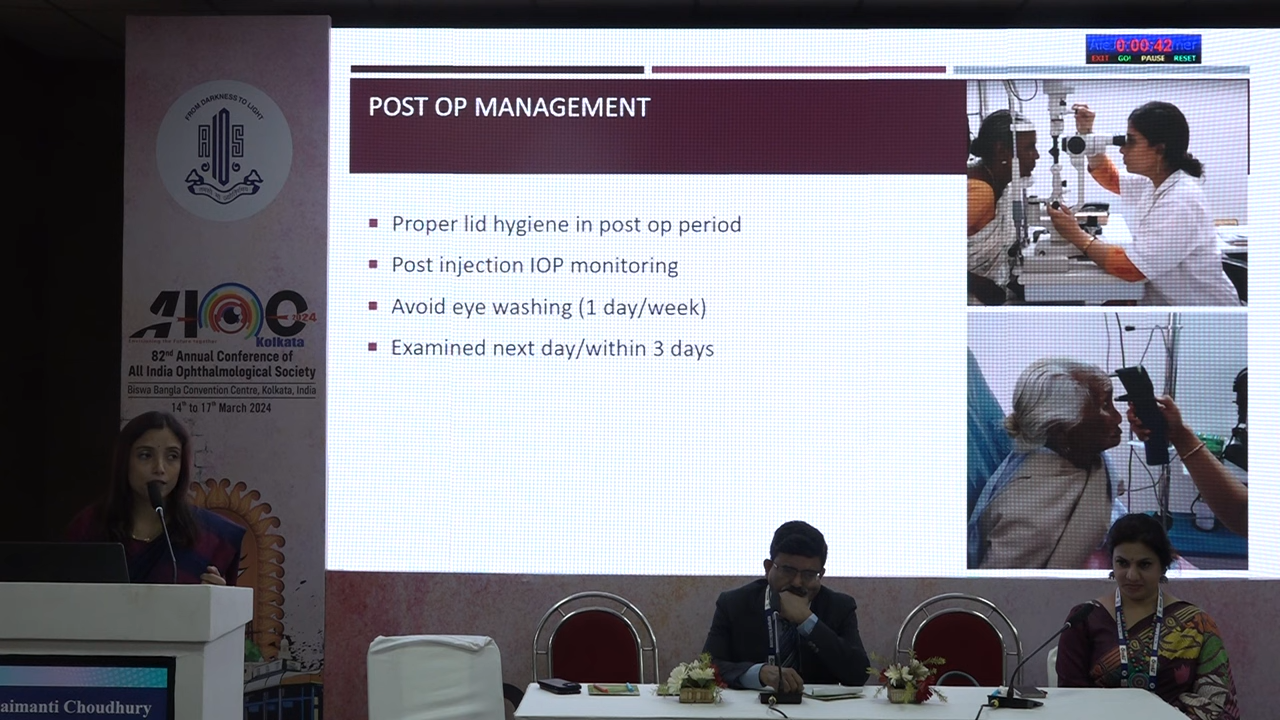 0:00:42
EXIT GO! PAUSE RESET
POST OP MANAGEMENT
Proper lid hygiene in post op period
Post injection IOP monitoring
Avoid eye washing (1 day/week)
Examined next day/within 3 days
FROM DARKNESS TO LIGHT
AIOS
AIOC 2024
Kolkata
82nd Annual Conference of
All India Ophthalmological Society
Biswa Bangla Convention Centre, Kolkata, India
14th to 17th March 2024
aimanti Choudhury